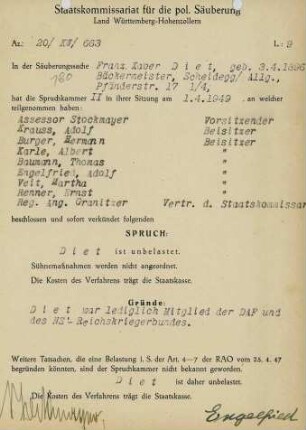 Staatskommissariat für die pol. Säuberung
Land Württemberg-Hohenzollern
Az.: 20/ XV/ 663 L: 9
In der Säuberungssache Franz Xaver D i e t, geb. 3.4.1896
180 Bäckermeister, Scheidegg/ Allg.,
Pfänderstr. 17 1/4,
hat die Spruchkammer II in ihrer Sitzung am 1.4.1949 , an welcher
teilgenommen haben:
Assessor Stockmayer Vorsitzender
Krauss, Adolf Beisitzer
Burger, Hermann Beisitzer
Karle, Albert "
Baumann, Thomas "
Engelfried, Adolf "
Veit, Martha "
Renner, Ernst "
Reg. Ang. Granitzer Vertr. d. Staatskommissar
beschlossen und sofort verkündet folgenden
SPRUCH:
D i e t ist unbelastet.
Sühnemaßnahmen werden nicht angeordnet.
Die Kosten des Verfahrens trägt die Staatskasse.
Gründe:
D i e t war lediglich Mitglied der DAF und
des NS-Reichskriegerbundes.
Weitere Tatsachen, die eine Belastung i. S. der Art. 4—7 der RAO vom 25. 4. 47
begründen könnten, sind der Spruchkammer nicht bekannt geworden.
D i e t ist daher unbelastet.
Die Kosten des Verfahrens trägt die Staatskasse.
Engelfried